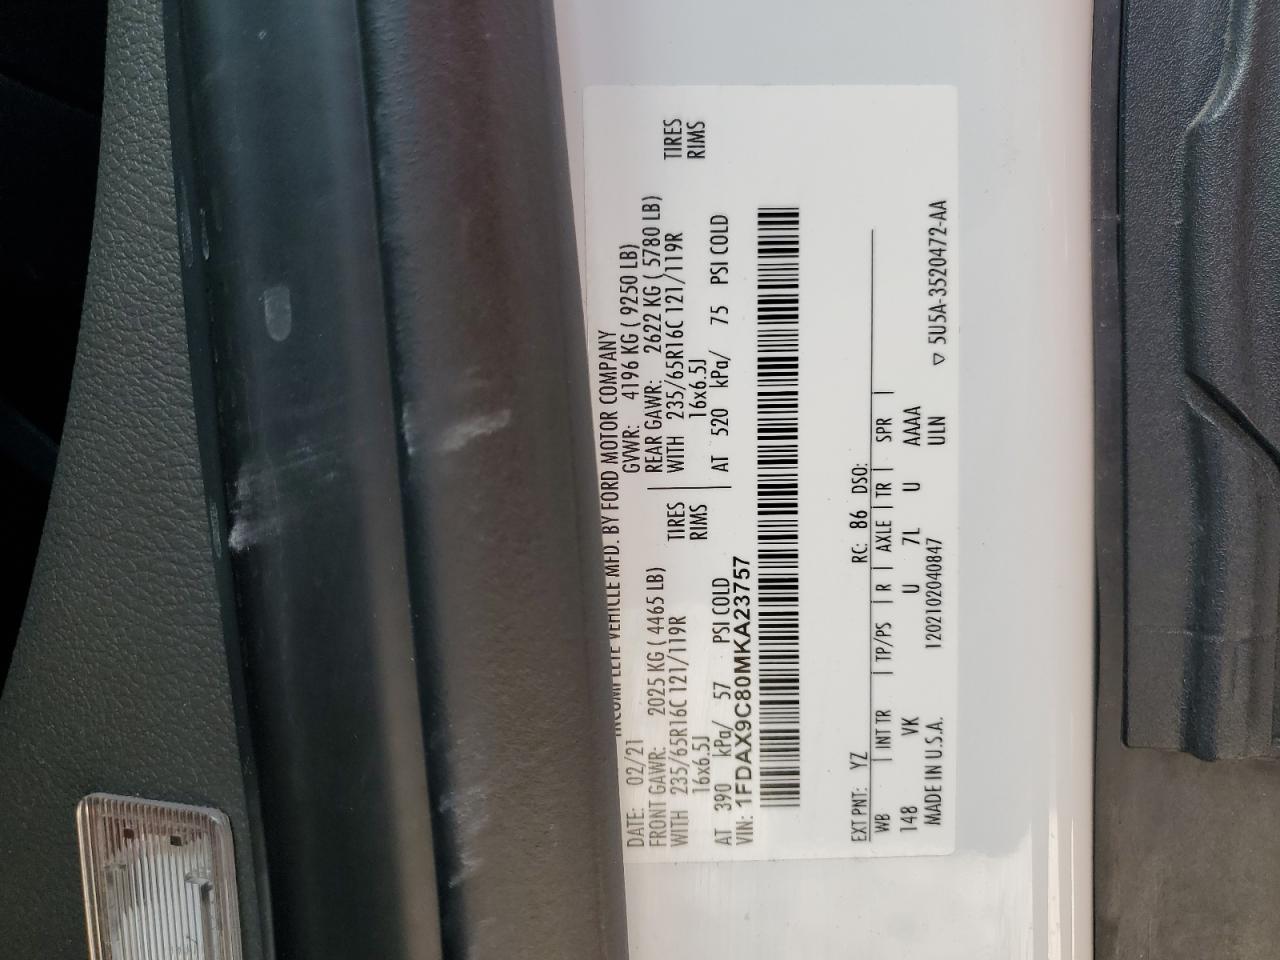 INCOMPLETE VEHICLE MFD. BY FORD MOTOR COMPANY
DATE: 02/21 GVWR: 4196 KG ( 9250 LB)
FRONT GAWR: 2025 KG ( 4465 LB) REAR GAWR: 2622 KG ( 5780 LB)
WITH 235/65R16C 121/119R TIRES WITH 235/65R16C 121/119R TIRES
16x6.5J RIMS 16x6.5J RIMS
AT 390 kPa/ 57 PSI COLD AT 520 kPa/ 75 PSI COLD
VIN: 1FDAX9C80MKA23757
EXT PNT: YZ RC: 86 DSO:
WB INT TR TP/PS R AXLE TR SPR
148 VK U 7L U AAAA
MADE IN U.S.A. 120210204​0847 ULN
▽ 5U5A-3520472-AA